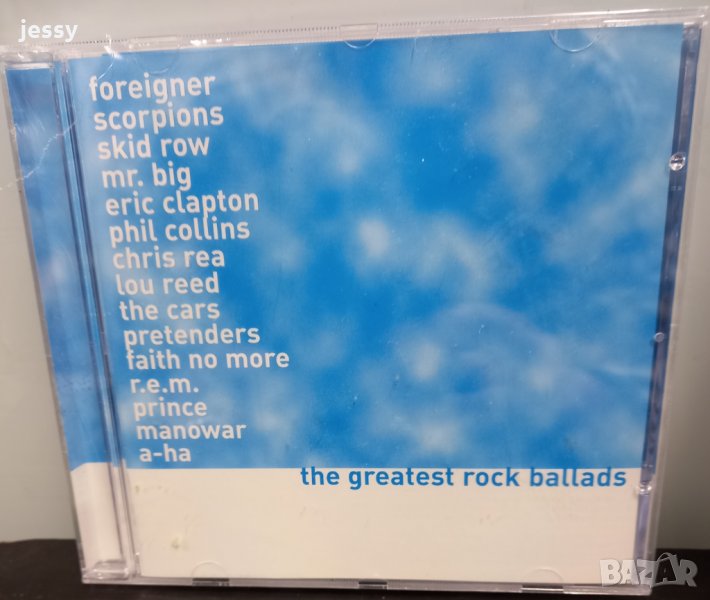 jessy
foreigner
scorpions
skid row
mr. big
eric clapton
phil collins
chris rea
lou reed
the cars
pretenders
faith no more
r.e.m.
prince
manowar
a-ha
the greatest rock ballads
BAZAR